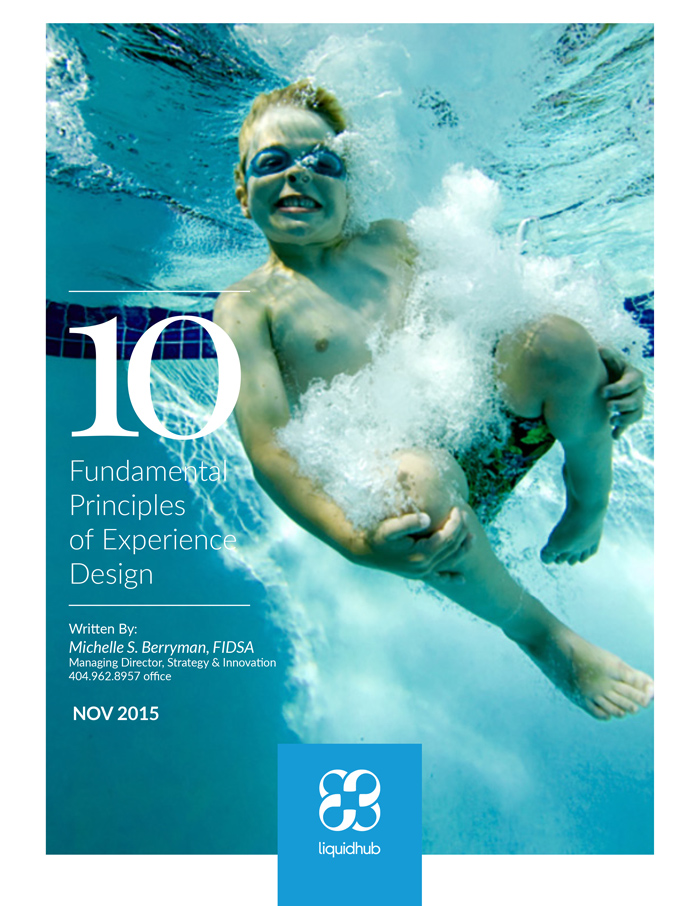 10
Fundamental
Principles
of Experience
Design
Written By:
Michelle S. Berryman, FIDSA
Managing Director, Strategy & Innovation
404.962.8957 office
NOV 2015
liquidhub